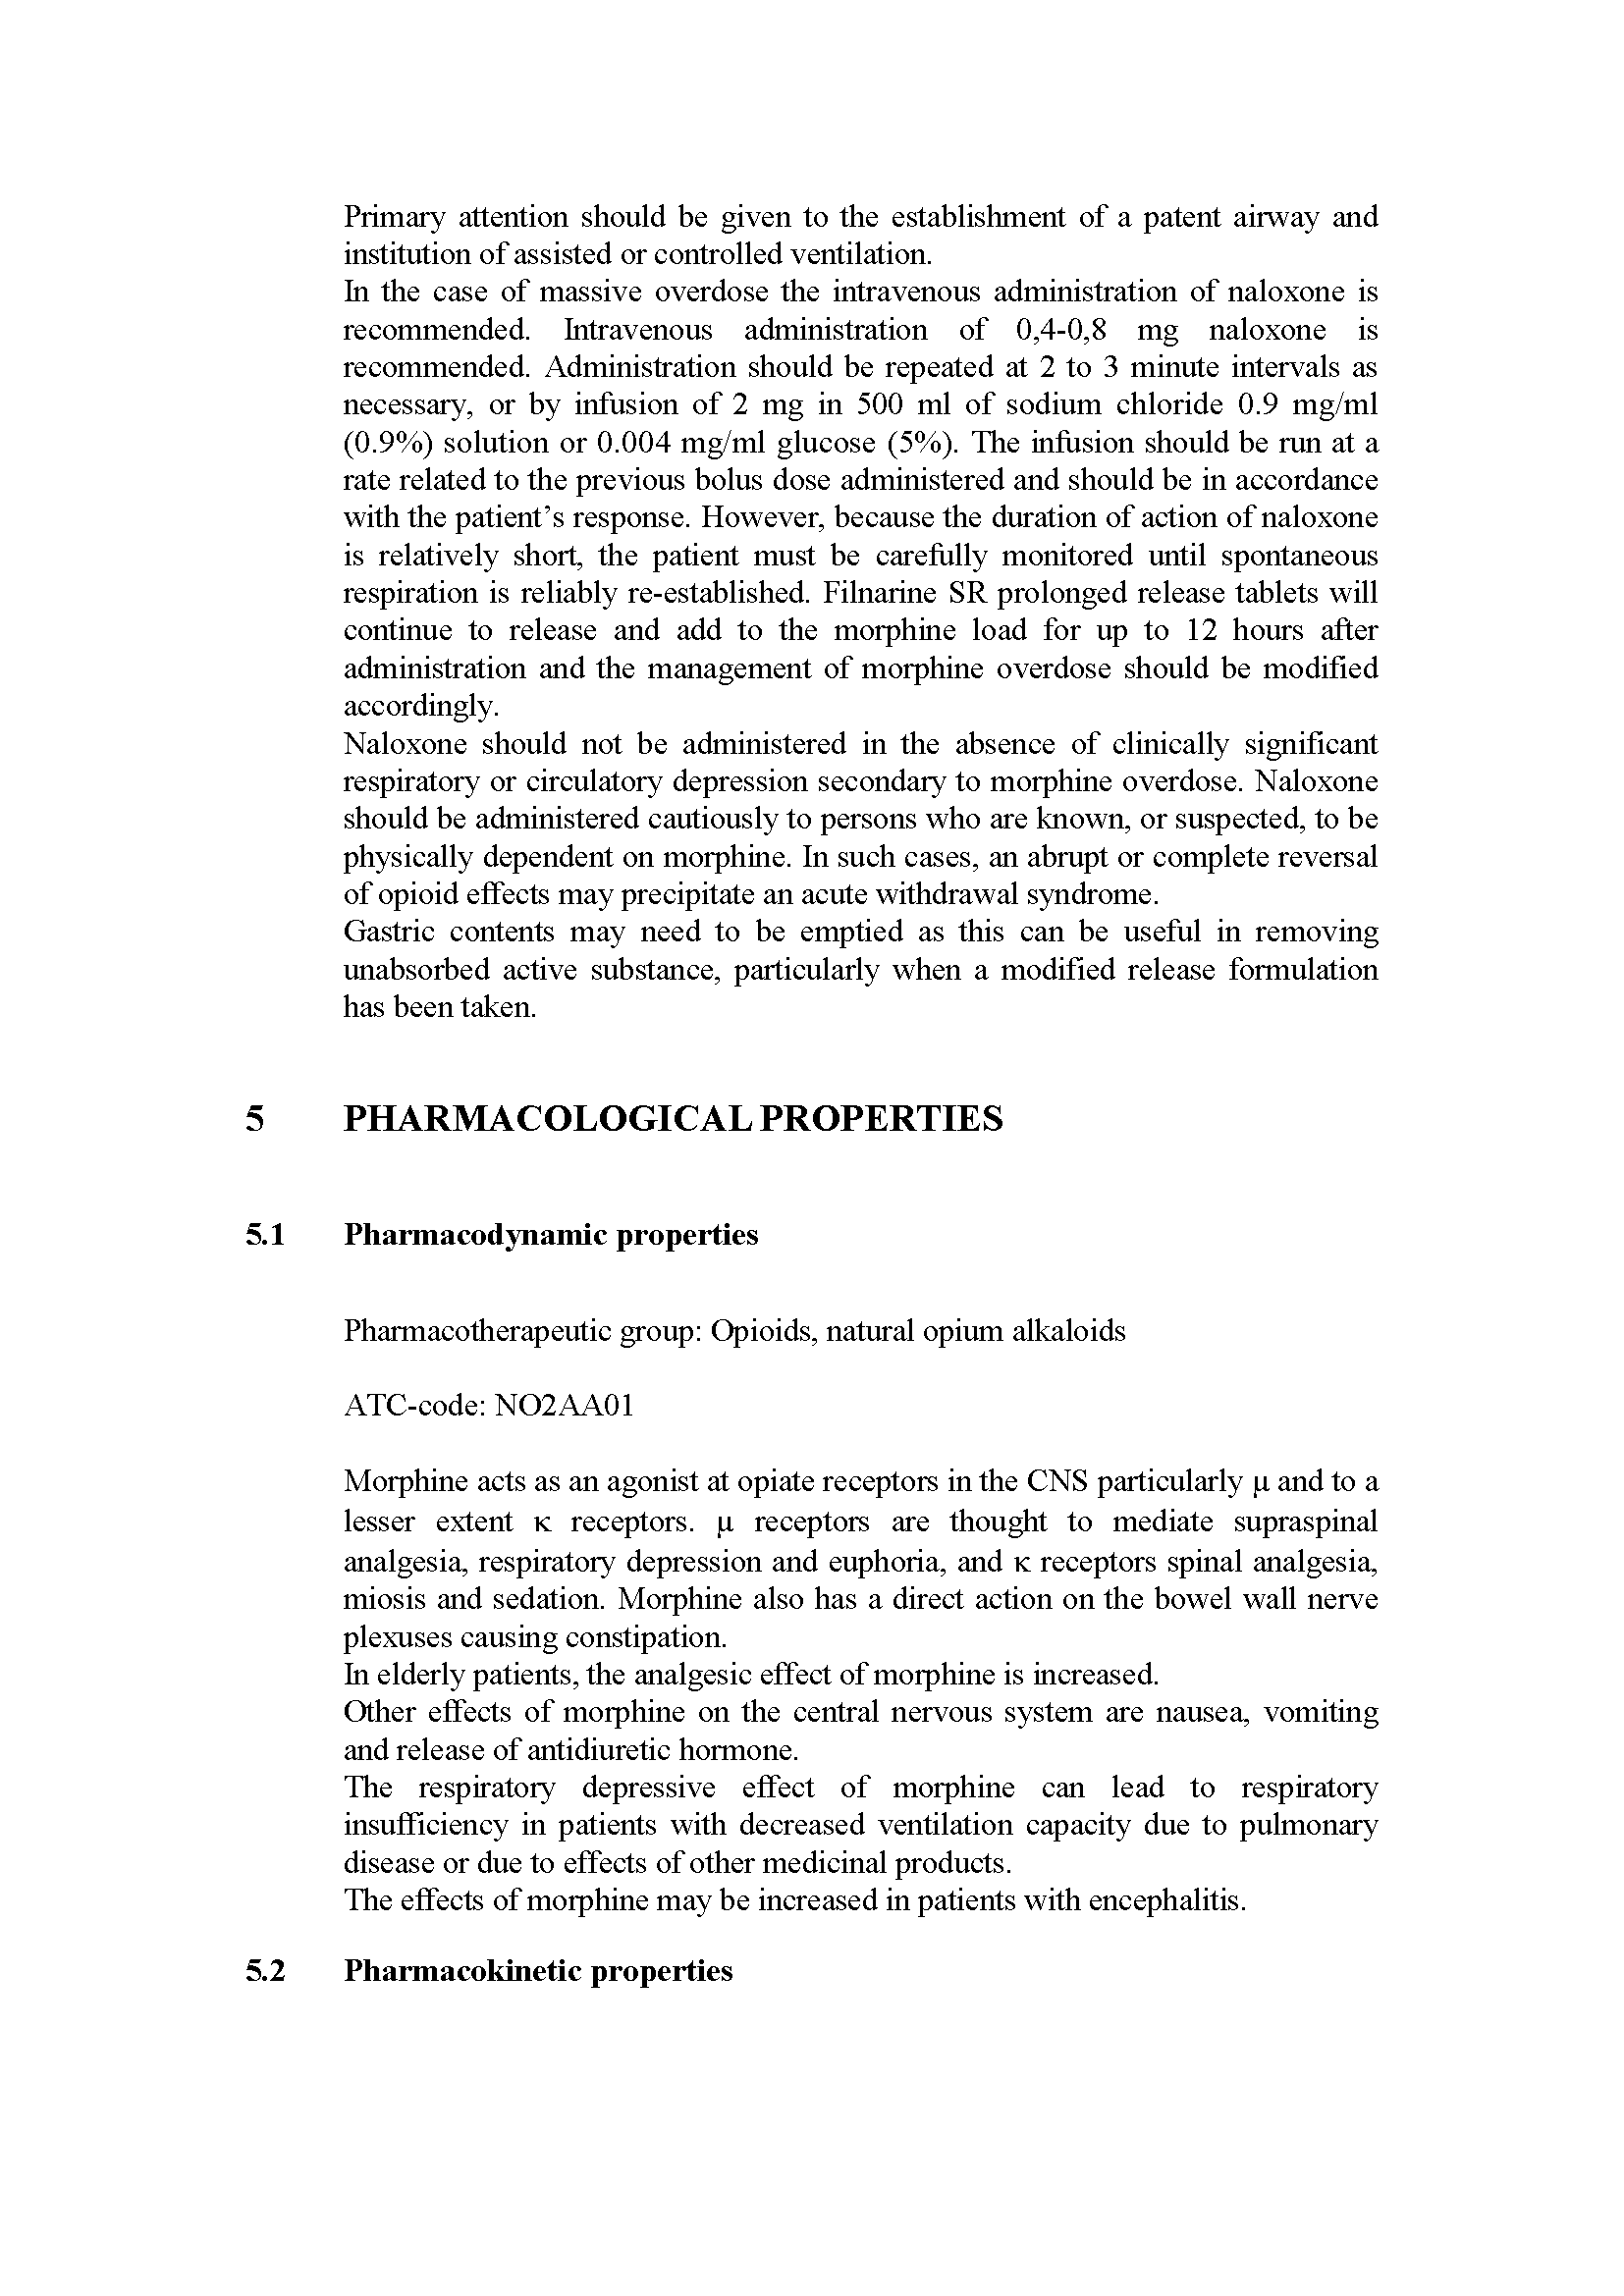 Primary attention should be given to the establishment of a patent airway and
institution of assisted or controlled ventilation.
In the case of massive overdose the intravenous administration of naloxone is
recommended. Intravenous administration of 0,4-0,8 mg naloxone is
recommended. Administration should be repeated at 2 to 3 minute intervals as
necessary, or by infusion of 2 mg in 500 ml of sodium chloride 0.9 mg/ml
(0.9%) solution or 0.004 mg/ml glucose (5%). The infusion should be run at a
rate related to the previous bolus dose administered and should be in accordance
with the patient’s response. However, because the duration of action of naloxone
is relatively short, the patient must be carefully monitored until spontaneous
respiration is reliably re-established. Filnarine SR prolonged release tablets will
continue to release and add to the morphine load for up to 12 hours after
administration and the management of morphine overdose should be modified
accordingly.
Naloxone should not be administered in the absence of clinically significant
respiratory or circulatory depression secondary to morphine overdose. Naloxone
should be administered cautiously to persons who are known, or suspected, to be
physically dependent on morphine. In such cases, an abrupt or complete reversal
of opioid effects may precipitate an acute withdrawal syndrome.
Gastric contents may need to be emptied as this can be useful in removing
unabsorbed active substance, particularly when a modified release formulation
has been taken.
5 PHARMACOLOGICAL PROPERTIES
5.1 Pharmacodynamic properties
Pharmacotherapeutic group: Opioids, natural opium alkaloids
ATC-code: NO2AA01
Morphine acts as an agonist at opiate receptors in the CNS particularly μ and to a
lesser extent κ receptors. μ receptors are thought to mediate supraspinal
analgesia, respiratory depression and euphoria, and κ receptors spinal analgesia,
miosis and sedation. Morphine also has a direct action on the bowel wall nerve
plexuses causing constipation.
In elderly patients, the analgesic effect of morphine is increased.
Other effects of morphine on the central nervous system are nausea, vomiting
and release of antidiuretic hormone.
The respiratory depressive effect of morphine can lead to respiratory
insufficiency in patients with decreased ventilation capacity due to pulmonary
disease or due to effects of other medicinal products.
The effects of morphine may be increased in patients with encephalitis.
5.2 Pharmacokinetic properties